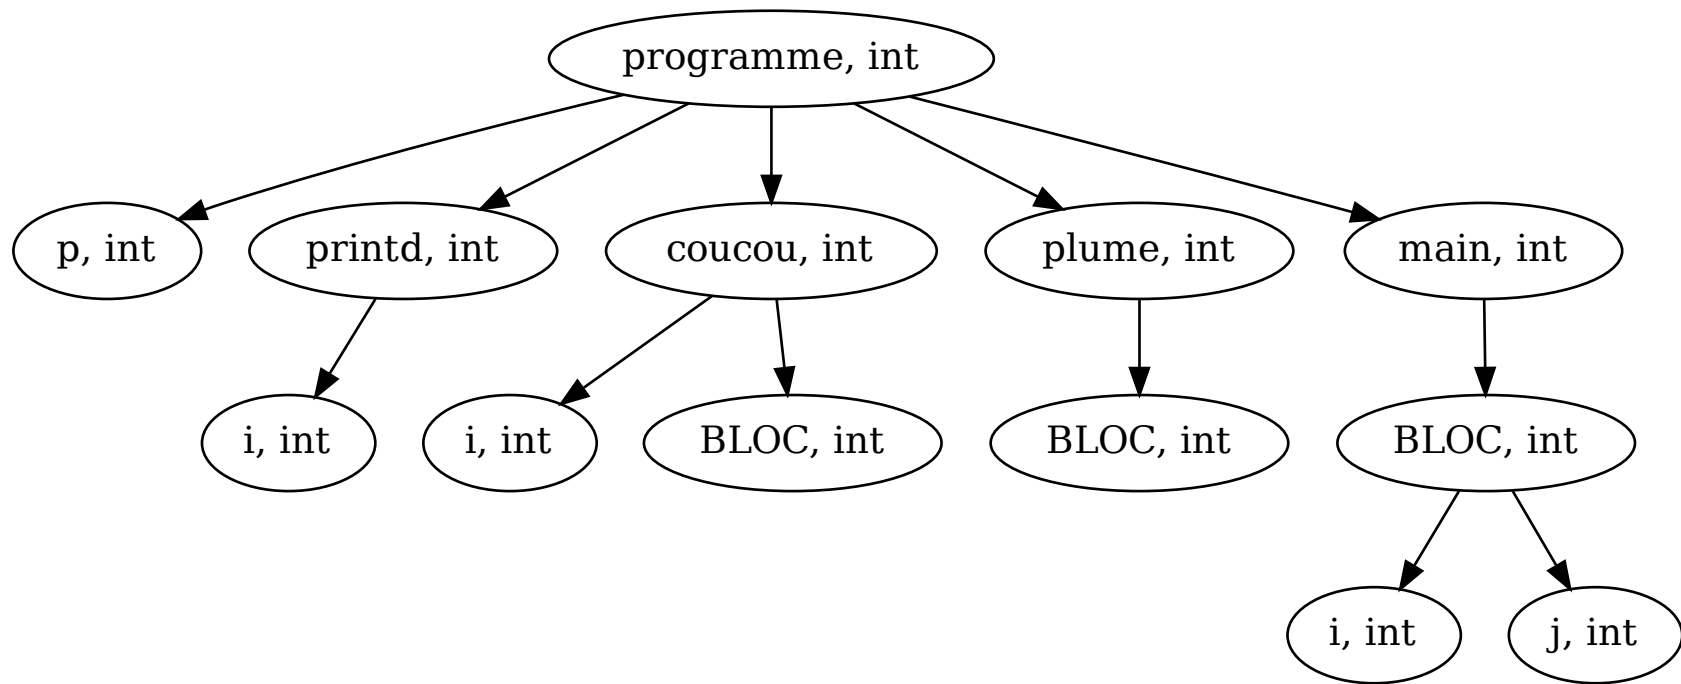 programme, int
p, int
printd, int
coucou, int
plume, int
main, int
i, int
i, int
BLOC, int
BLOC, int
BLOC, int
i, int
j, int